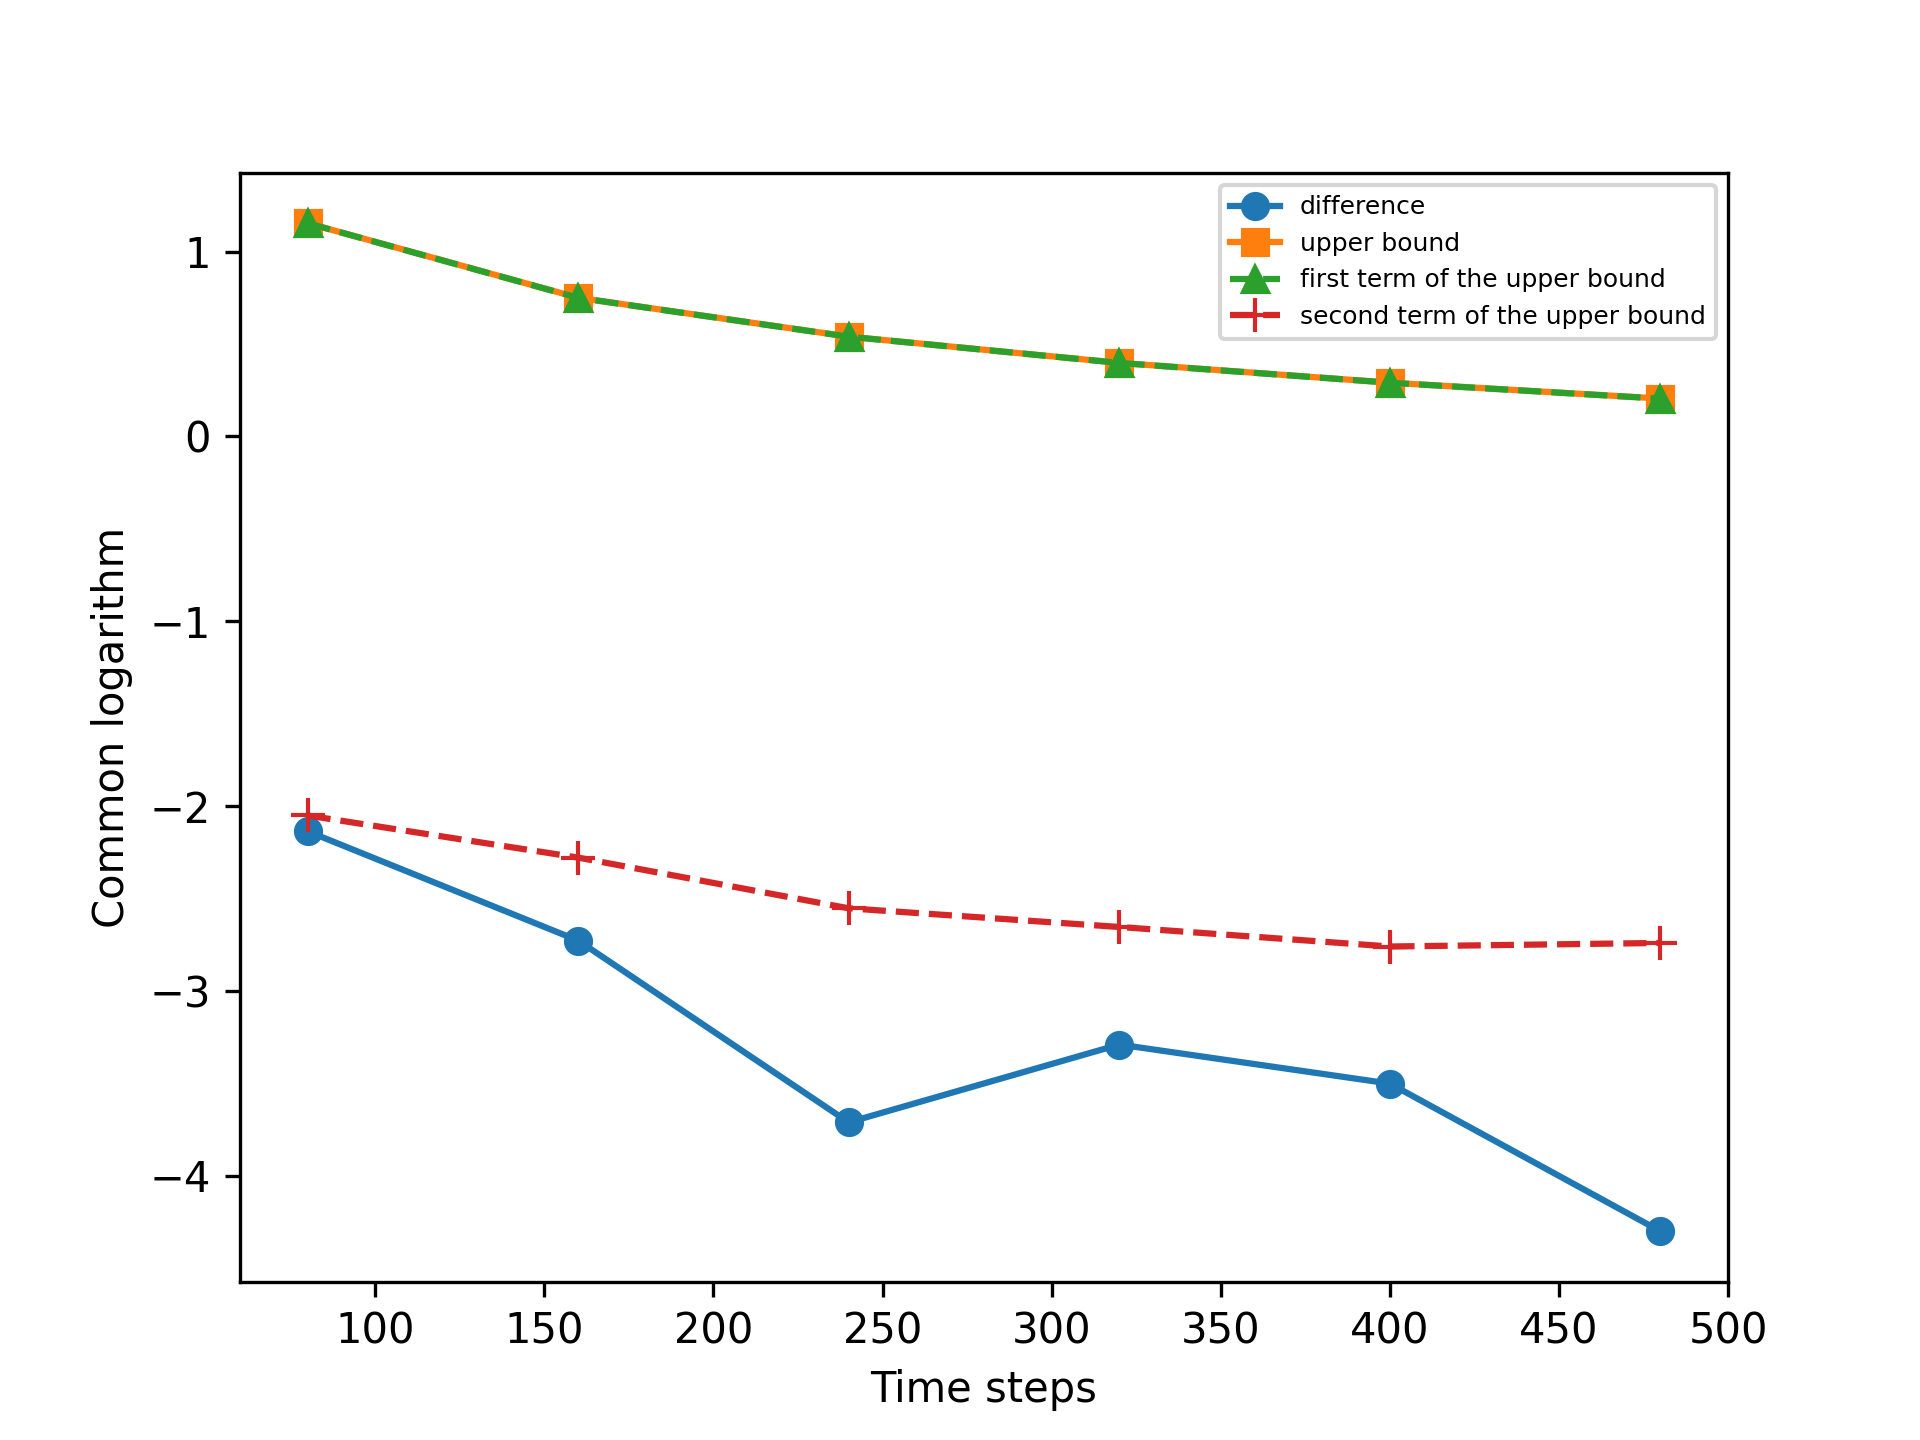 difference
upper bound
first term of the upper bound
second term of the upper bound
1
0
−1
−2
−3
−4
Common logarithm
100 150 200 250 300 350 400 450 500
Time steps